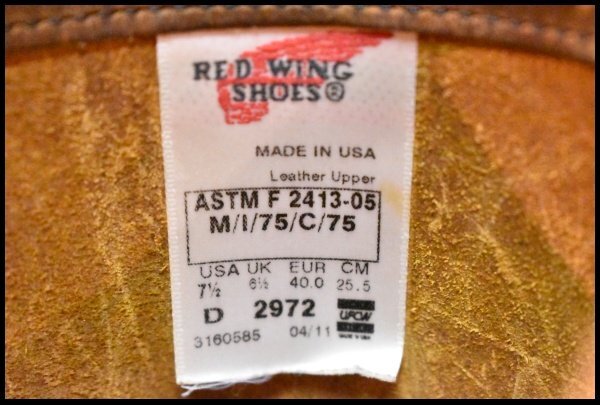 RED WING
SHOES®
MADE IN USA
Leather Upper
ASTM F 2413-05
M/I/75/C/75
USA UK EUR CM
7½ 6½ 40.0 25.5
D 2972 UFCW
3160585 04/11